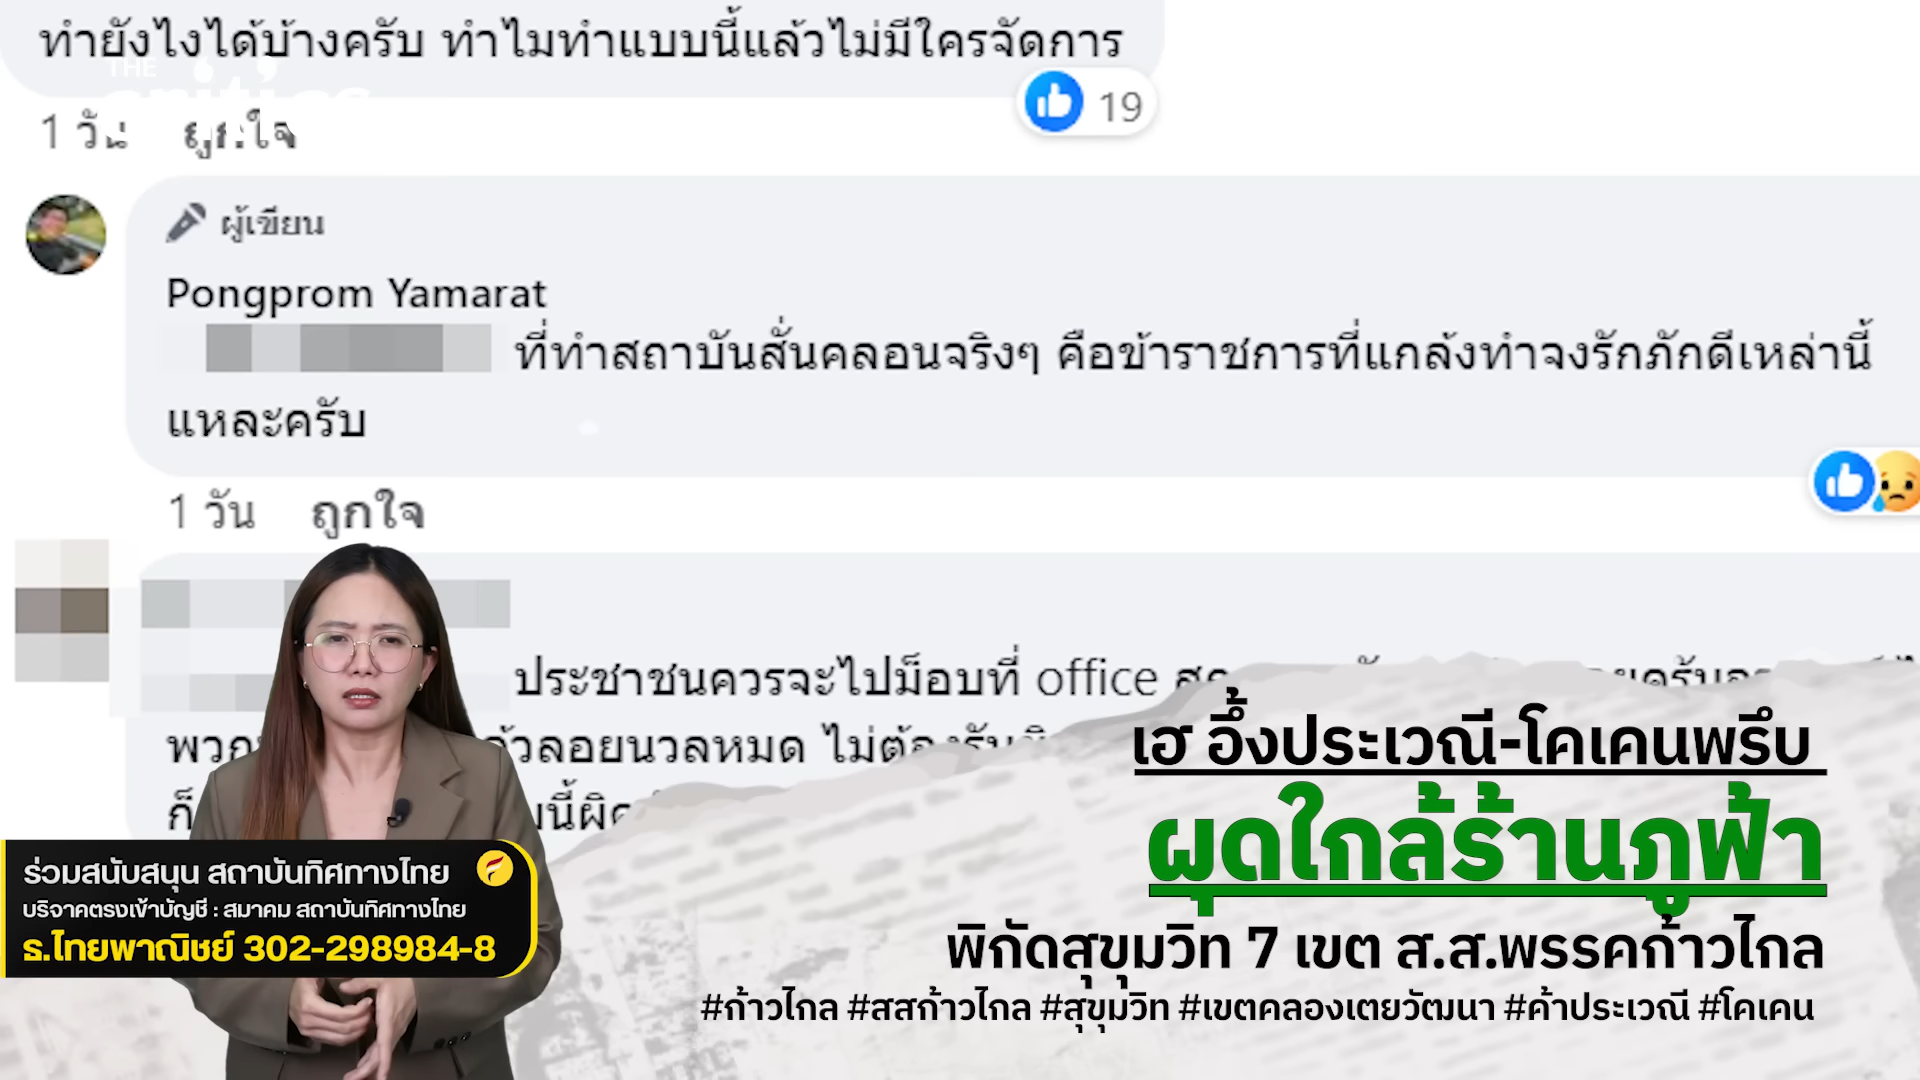 ทำยังไงได้บ้างครับ ทำไมทำแบบนี้แล้วไม่มีใครจัดการ
THE
critics
19
1 วัน ถูกใจ
ผู้เขียน
Pongprom Yamarat
ที่ทำสถาบันสั่นคลอนจริงๆ คือข้าราชการที่แกล้งทำจงรักภักดีเหล่านี้
แหละครับ
1 วัน ถูกใจ
ประชาชนควรจะไปม็อบที่ office
ลอยนวลหมด
เฮ อึ้งประเวณี-โคเคนพรึบ
ผุดใกล้ร้านภูฟ้า
พิกัดสุขุมวิท 7 เขต ส.ส.พรรคก้าวไกล
#ก้าวไกล #สสก้าวไกล #สุขุมวิท #เขตคลองเตยวัฒนา #ค้าประเวณี #โคเคน
ร่วมสนับสนุน สถาบันทิศทางไทย
บริจาคตรงเข้าบัญชี : สมาคม สถาบันทิศทางไทย
ธ.ไทยพาณิชย์ 302-298984-8